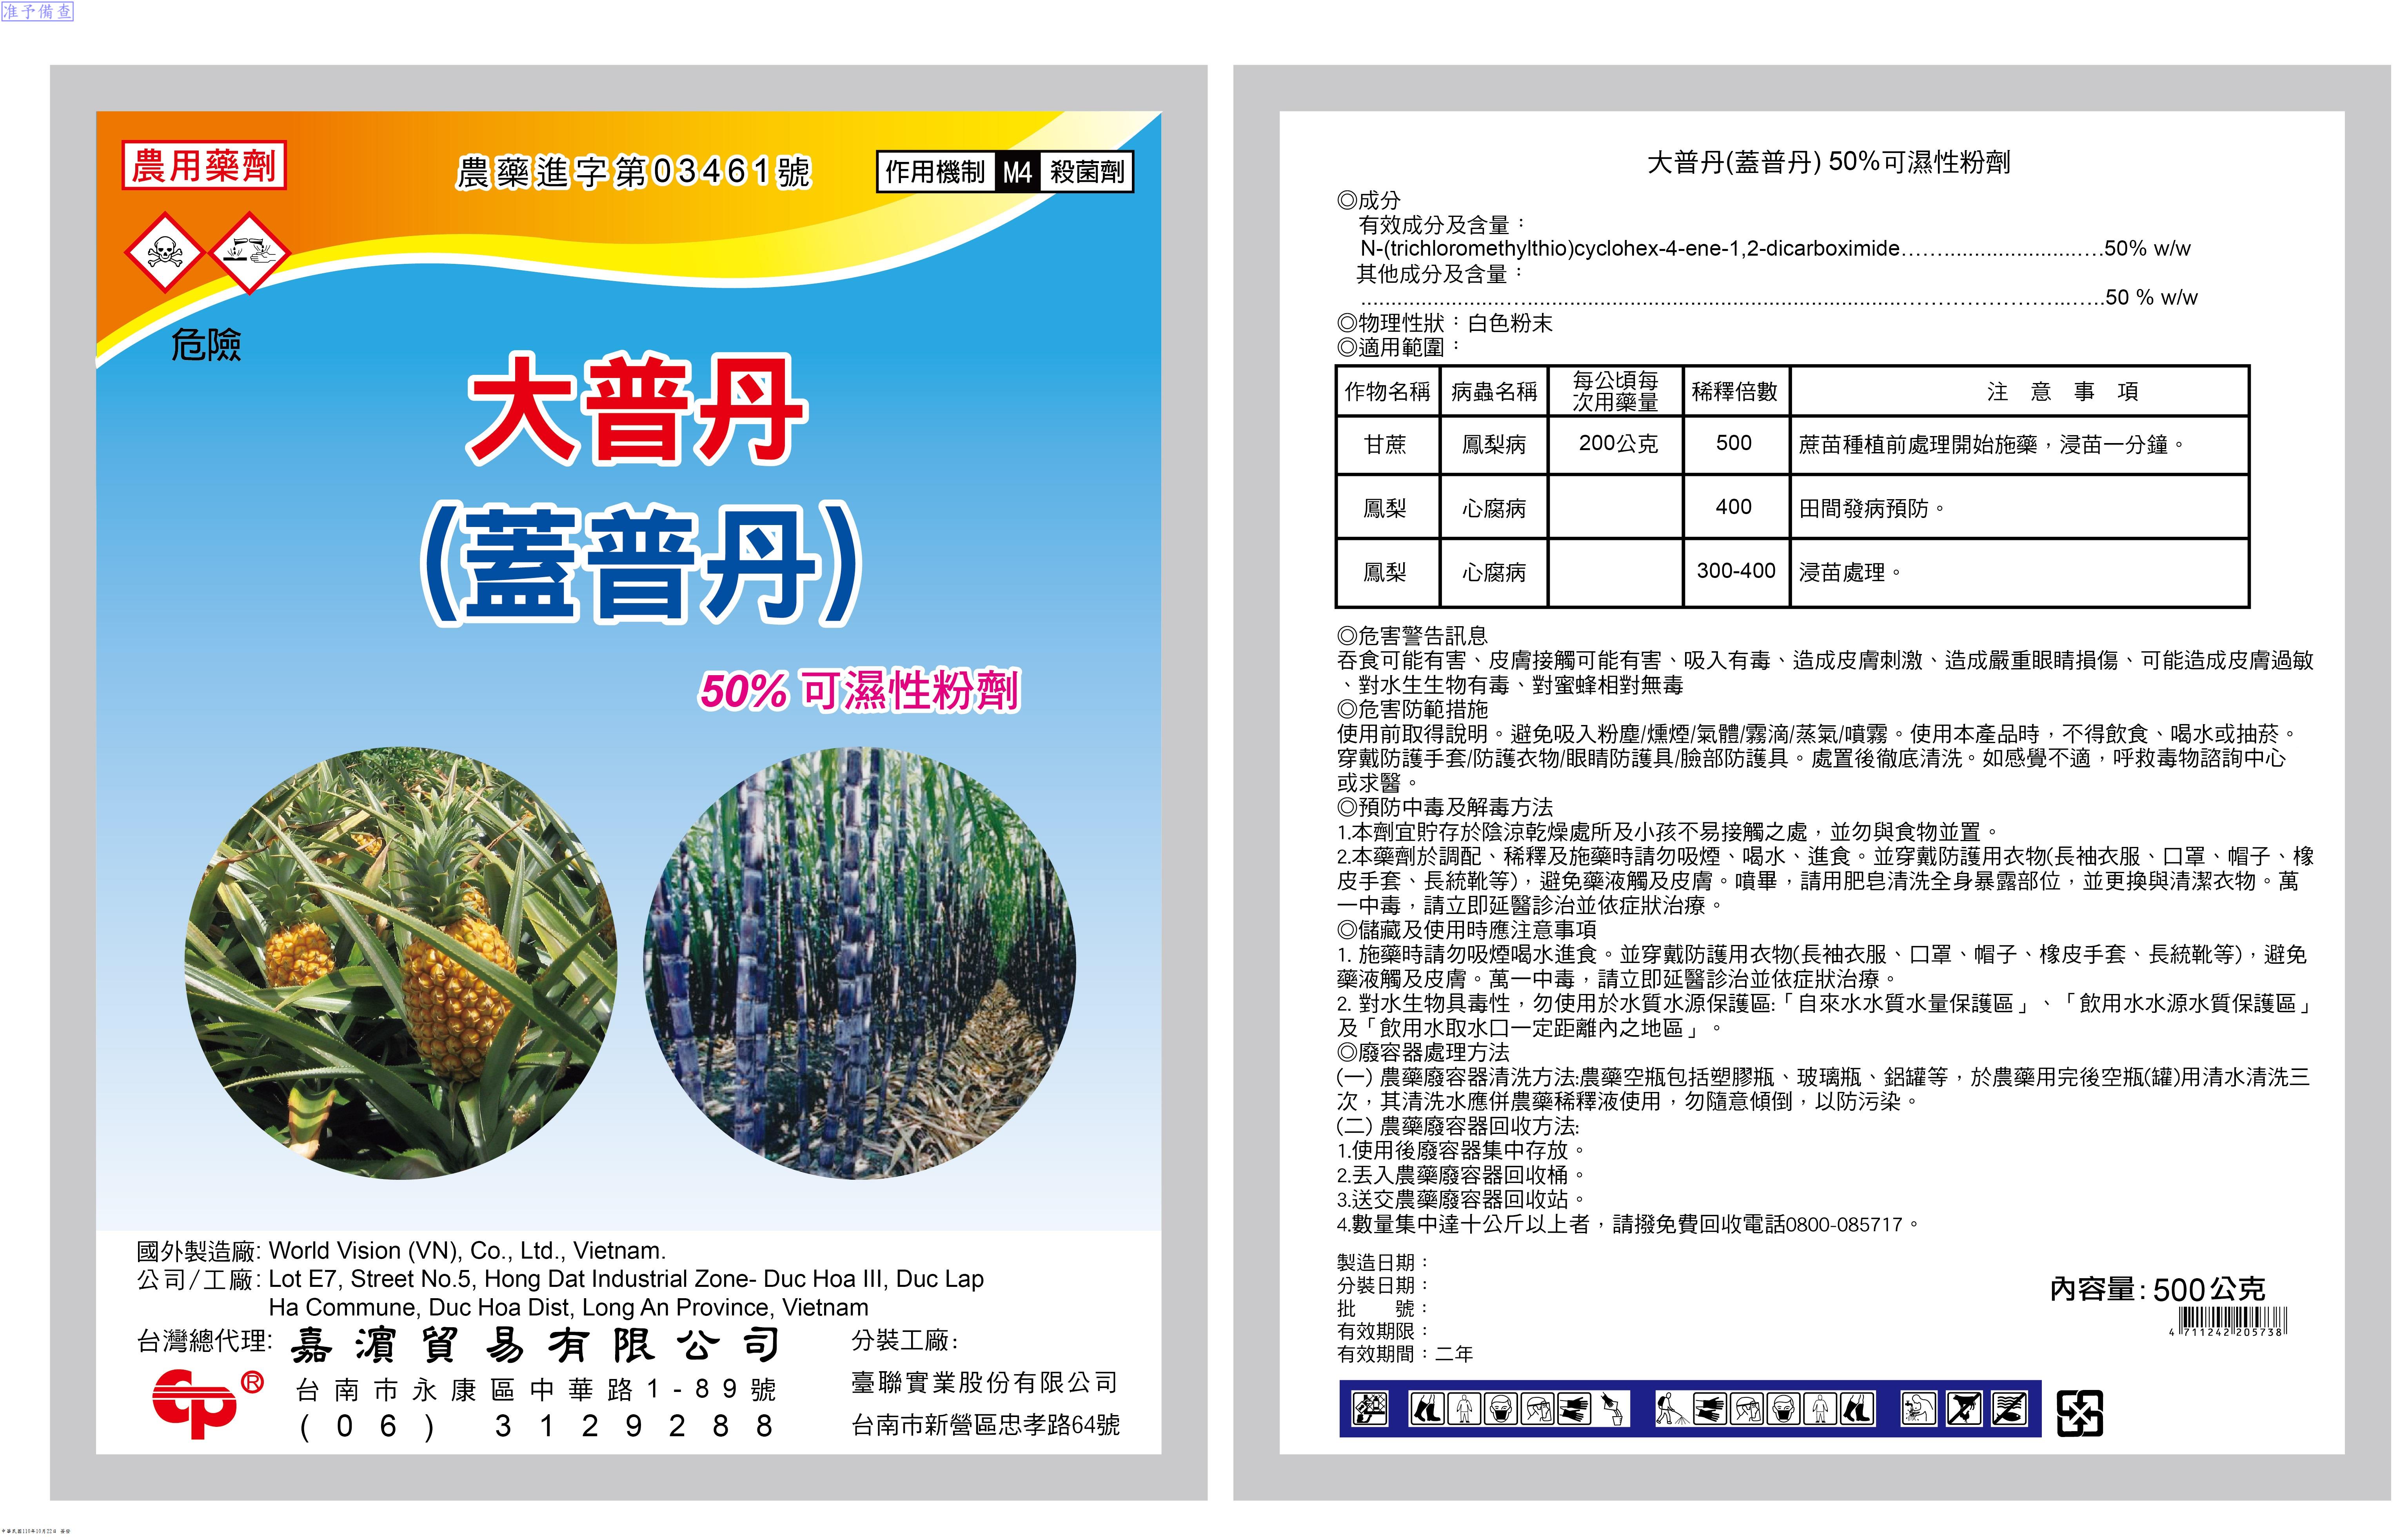 准予備查
農用藥劑
農藥進字第03461號
作用機制 M4 殺菌劑
危險
大普丹
(蓋普丹)
50% 可濕性粉劑
國外製造廠: World Vision (VN), Co., Ltd., Vietnam.
公司/工廠: Lot E7, Street No.5, Hong Dat Industrial Zone- Duc Hoa III, Duc Lap
Ha Commune, Duc Hoa Dist, Long An Province, Vietnam
台灣總代理: 嘉濱貿易有限公司
台南市永康區中華路1-89號
(06) 3129288
CP®
分裝工廠:
臺聯實業股份有限公司
台南市新營區忠孝路64號
大普丹(蓋普丹) 50%可濕性粉劑
◎成分
有效成分及含量：
N-(trichloromethylthio)cyclohex-4-ene-1,2-dicarboximide................................50% w/w
其他成分及含量：
................................................................................................50 % w/w
◎物理性狀：白色粉末
◎適用範圍：
作物名稱 病蟲名稱 每公頃每次用藥量 稀釋倍數 注 意 事 項
甘蔗 鳳梨病 200公克 500 蔗苗種植前處理開始施藥，浸苗一分鐘。
鳳梨 心腐病 400 田間發病預防。
鳳梨 心腐病 300-400 浸苗處理。
◎危害警告訊息
吞食可能有害、皮膚接觸可能有害、吸入有毒、造成皮膚刺激、造成嚴重眼睛損傷、可能造成皮膚過敏
、對水生生物有毒、對蜜蜂相對無毒
◎危害防範措施
使用前取得說明。避免吸入粉塵/燻煙/氣體/霧滴/蒸氣/噴霧。使用本產品時，不得飲食、喝水或抽菸。
穿戴防護手套/防護衣物/眼睛防護具/臉部防護具。處置後徹底清洗。如感覺不適，呼救毒物諮詢中心
或求醫。
◎預防中毒及解毒方法
1.本劑宜貯存於陰涼乾燥處所及小孩不易接觸之處，並勿與食物並置。
2.本藥劑於調配、稀釋及施藥時請勿吸煙、喝水、進食。並穿戴防護用衣物(長袖衣服、口罩、帽子、橡
皮手套、長統靴等)，避免藥液觸及皮膚。噴畢，請用肥皂清洗全身暴露部位，並更換與清潔衣物。萬
一中毒，請立即延醫診治並依症狀治療。
◎儲藏及使用時應注意事項
1. 施藥時請勿吸煙喝水進食。並穿戴防護用衣物(長袖衣服、口罩、帽子、橡皮手套、長統靴等)，避免
藥液觸及皮膚。萬一中毒，請立即延醫診治並依症狀治療。
2. 對水生物具毒性，勿使用於水質水源保護區:「自來水水質水量保護區」、「飲用水水源水質保護區」
及「飲用水取水口一定距離內之地區」。
◎廢容器處理方法
(一) 農藥廢容器清洗方法:農藥空瓶包括塑膠瓶、玻璃瓶、鋁罐等，於農藥用完後空瓶(罐)用清水清洗三
次，其清洗水應併農藥稀釋液使用，勿隨意傾倒，以防污染。
(二) 農藥廢容器回收方法:
1.使用後廢容器集中存放。
2.丟入農藥廢容器回收桶。
3.送交農藥廢容器回收站。
4.數量集中達十公斤以上者，請撥免費回收電話0800-085717。
製造日期：
分裝日期：
批　　號：
有效期限：
有效期間：二年
內容量: 500公克
4 711242 205738